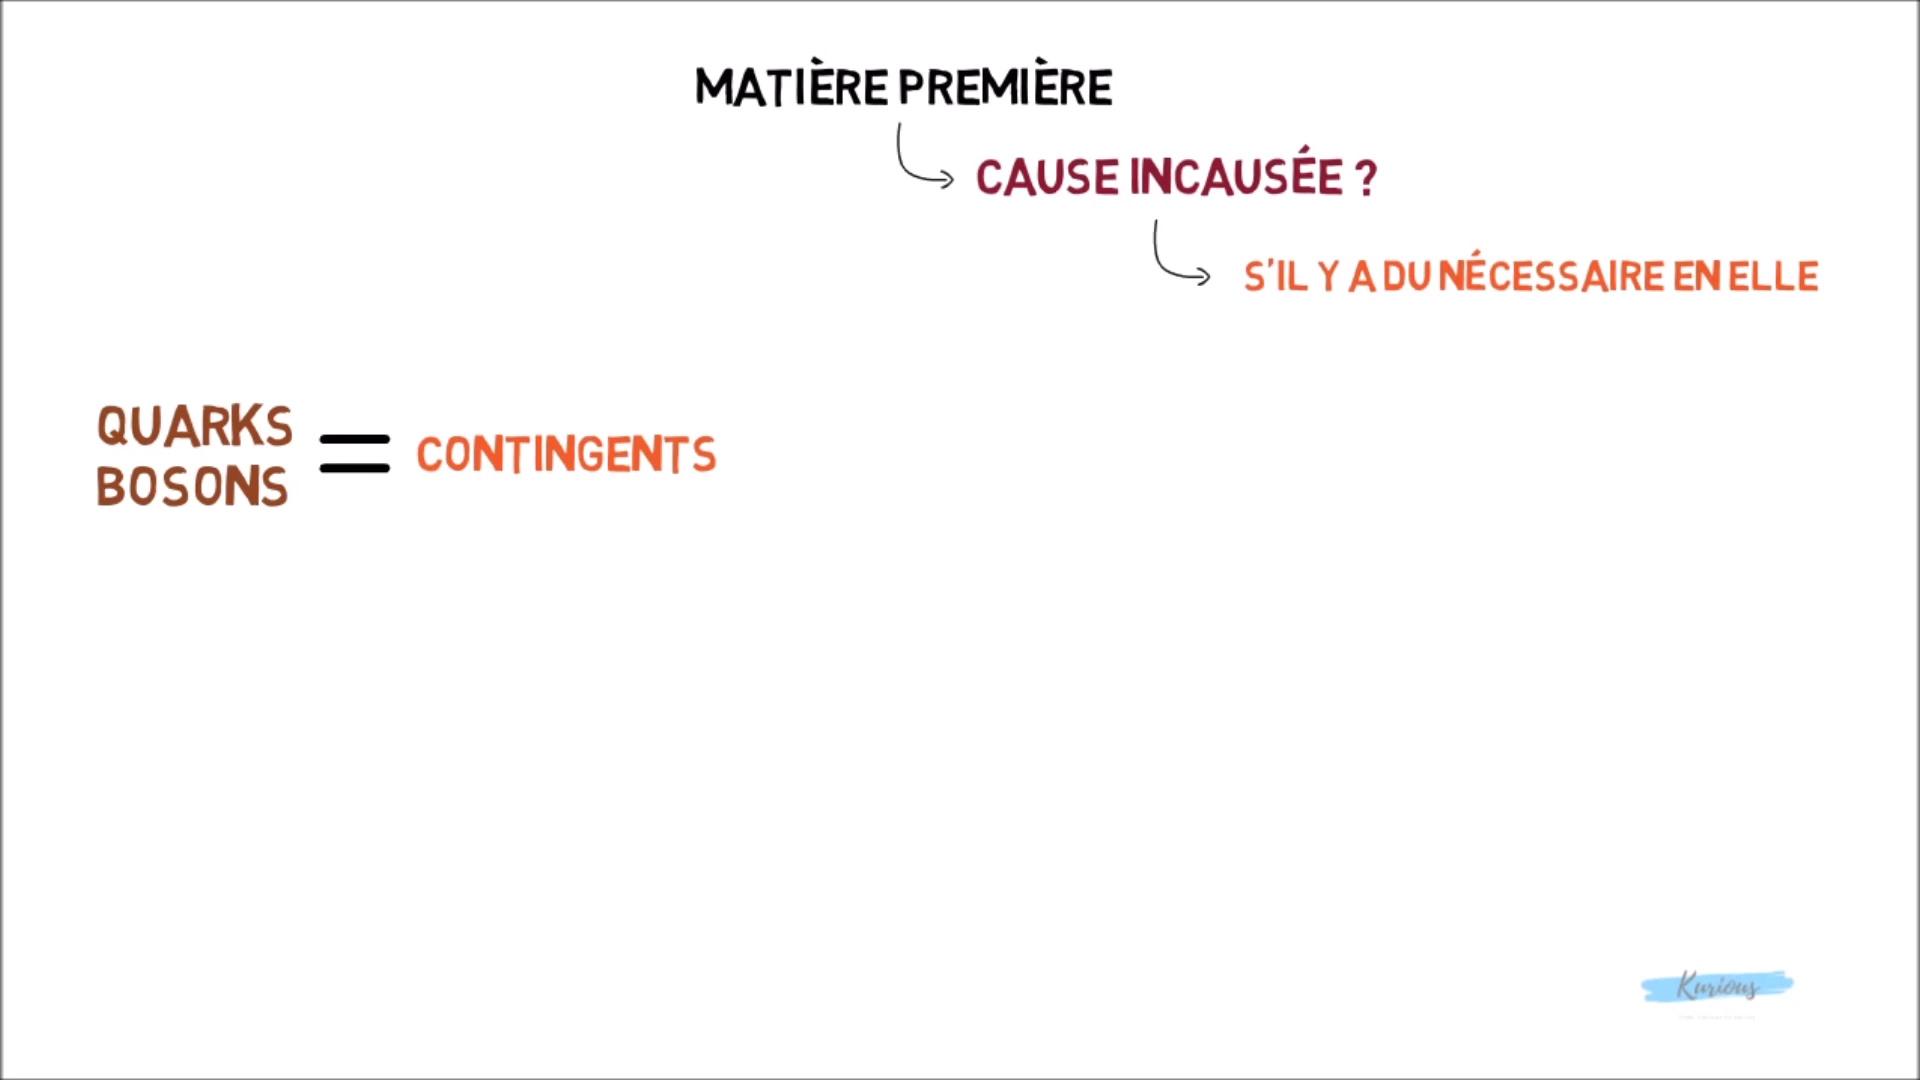 MATIÈRE PREMIÈRE
CAUSE INCAUSÉE ?
S'IL Y A DU NÉCESSAIRE EN ELLE
QUARKS
BOSONS
= CONTINGENTS
Kurious